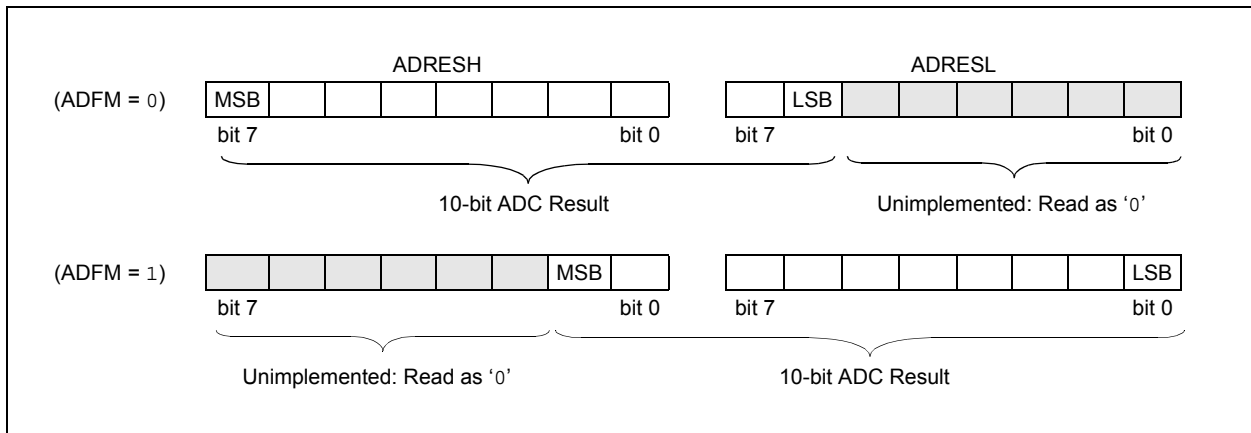 ADRESH ADRESL
(ADFM = 0) MSB LSB
bit 7 bit 0 bit 7 bit 0
10-bit ADC Result Unimplemented: Read as ‘0’
(ADFM = 1) MSB LSB
bit 7 bit 0 bit 7 bit 0
Unimplemented: Read as ‘0’ 10-bit ADC Result